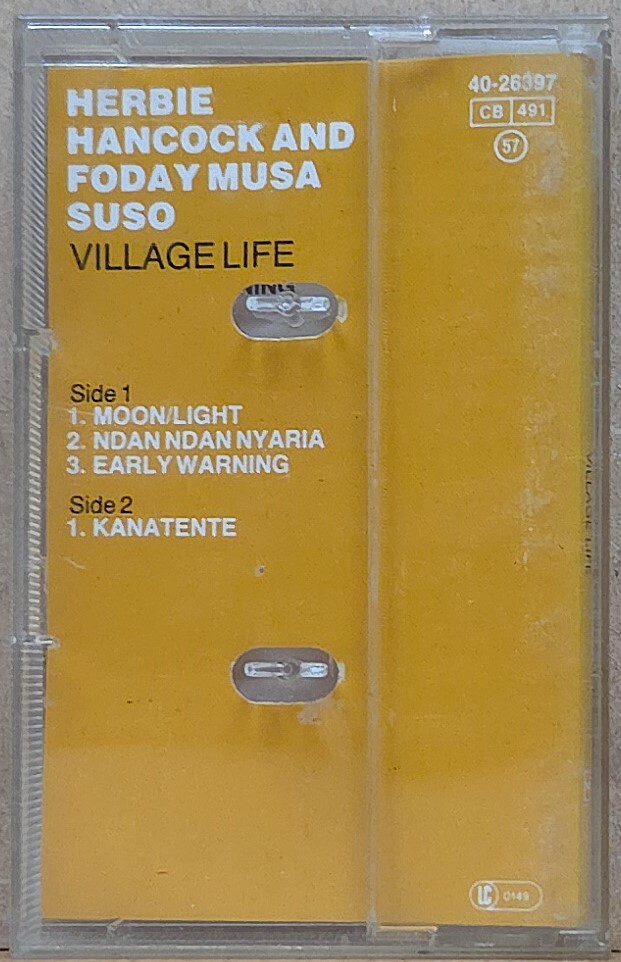 HERBIE
HANCOCK AND
FODAY MUSA
SUSO
VILLAGE LIFE
40-26397
CB 491
57
NING
Side 1
1. MOON/LIGHT
2. NDAN NDAN NYARIA
3. EARLY WARNING
Side 2
1. KANATENTE
VILLAGE LIFE
LC 0149